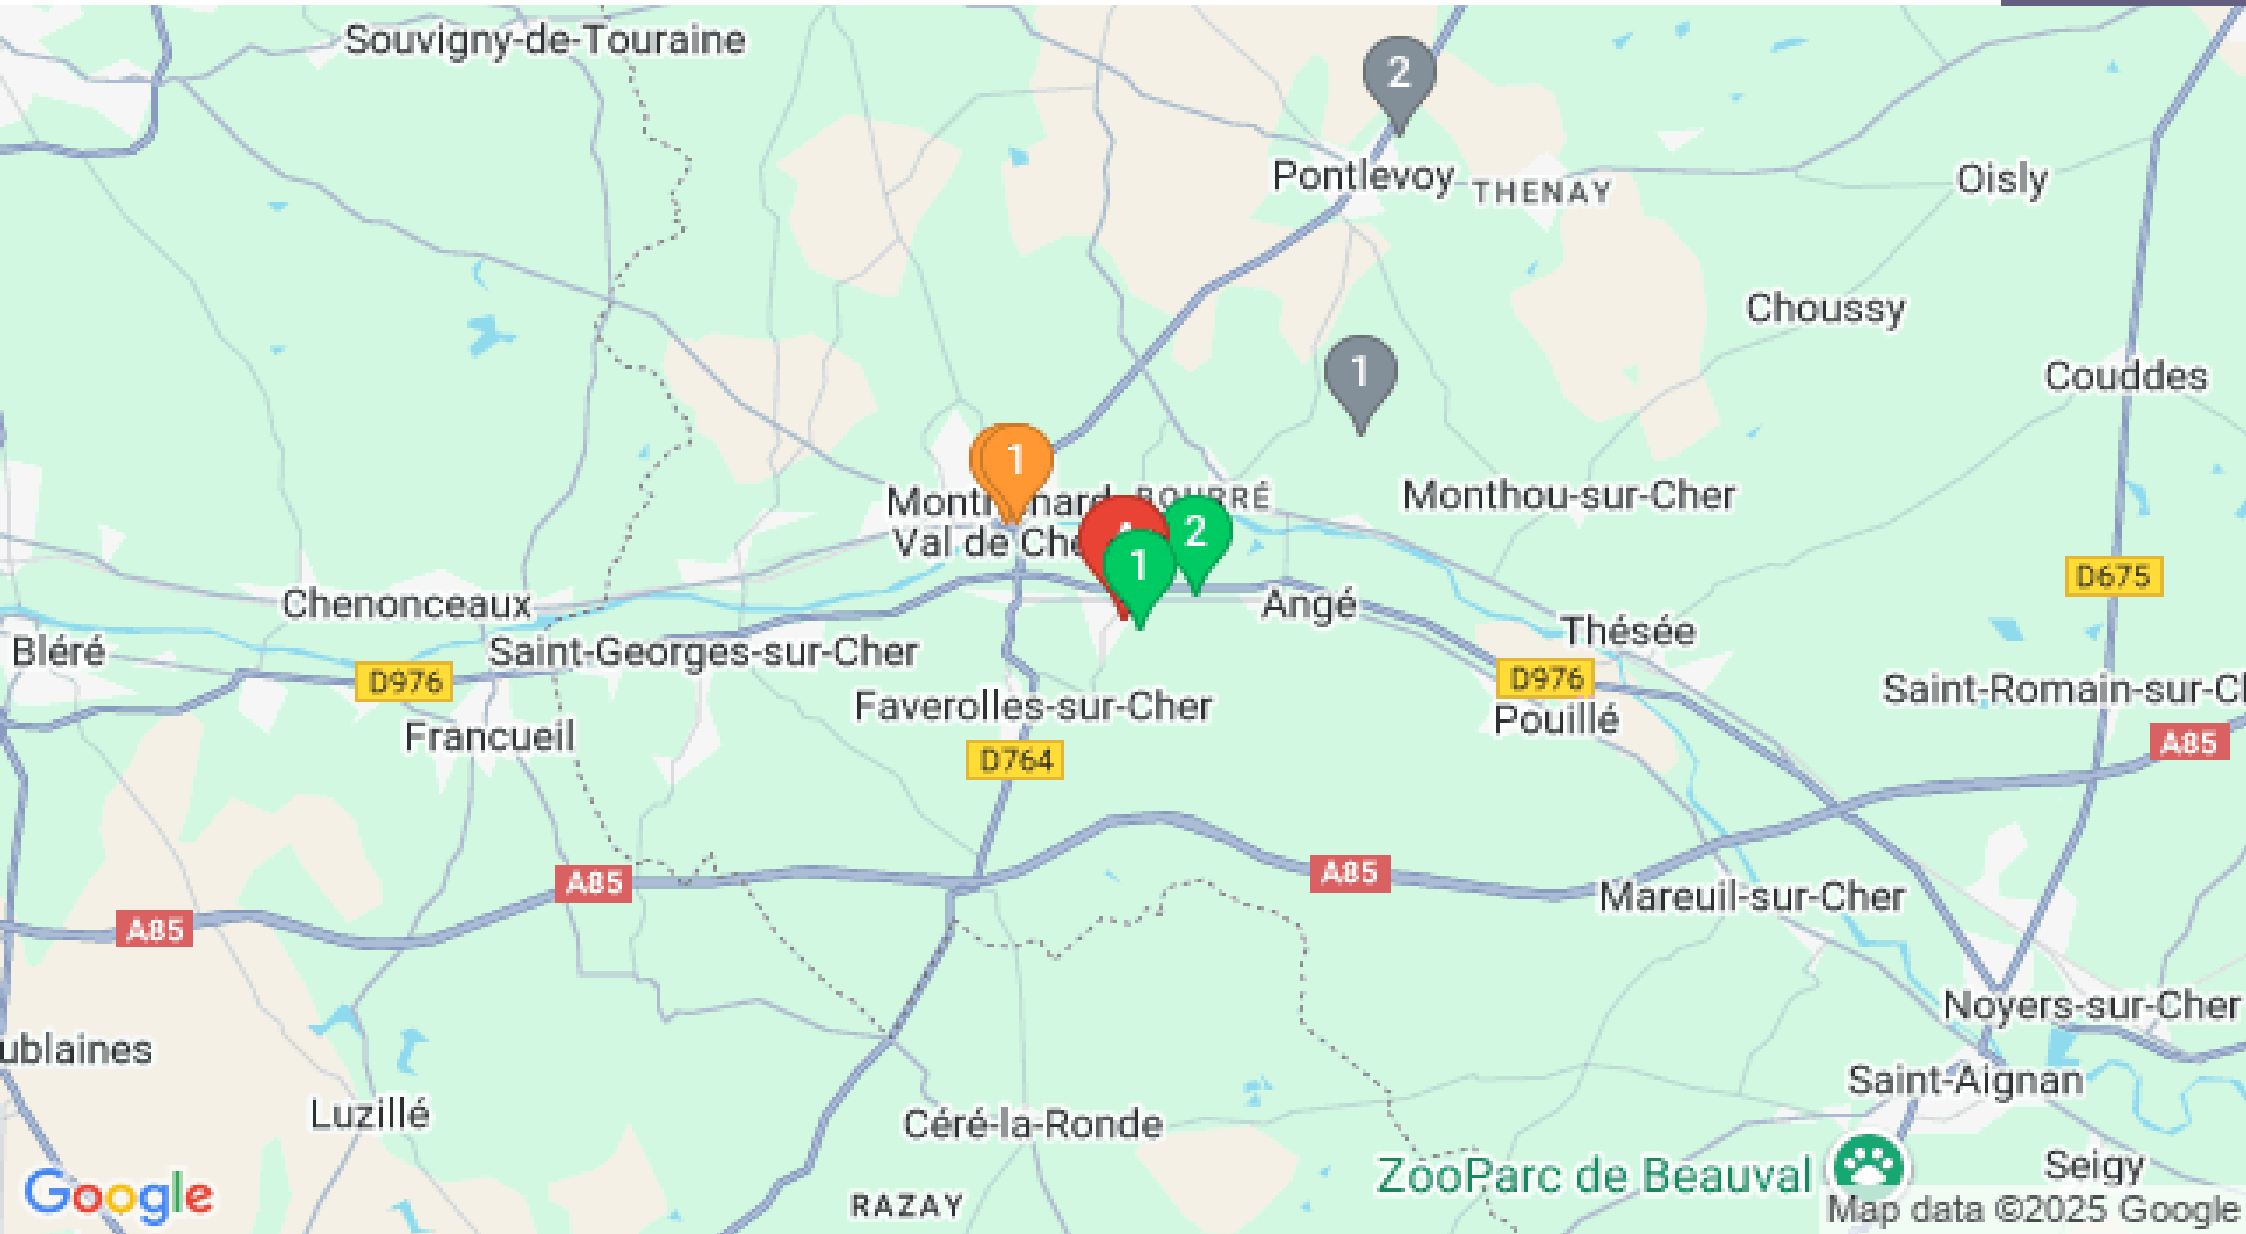 Souvigny-de-Touraine
2
Pontlevoy
THENAY
Oisly
Choussy
1
Couddes
1
BOURRÉ
Monthou-sur-Cher
Val de
2
1
D675
Chenonceaux
Angé
Thésée
Bléré
Saint-Georges-sur-Cher
D976
D976
Saint-Romain-sur-C
Faverolles-sur-Cher
Pouillé
Francueil
D764
A85
A85
A85
Mareuil-sur-Cher
A85
Noyers-sur-Cher
ublaines
Saint-Aignan
Luzillé
Céré-la-Ronde
ZooParc de Beauval
Seigy
Google
RAZAY
Map data ©2025 Google